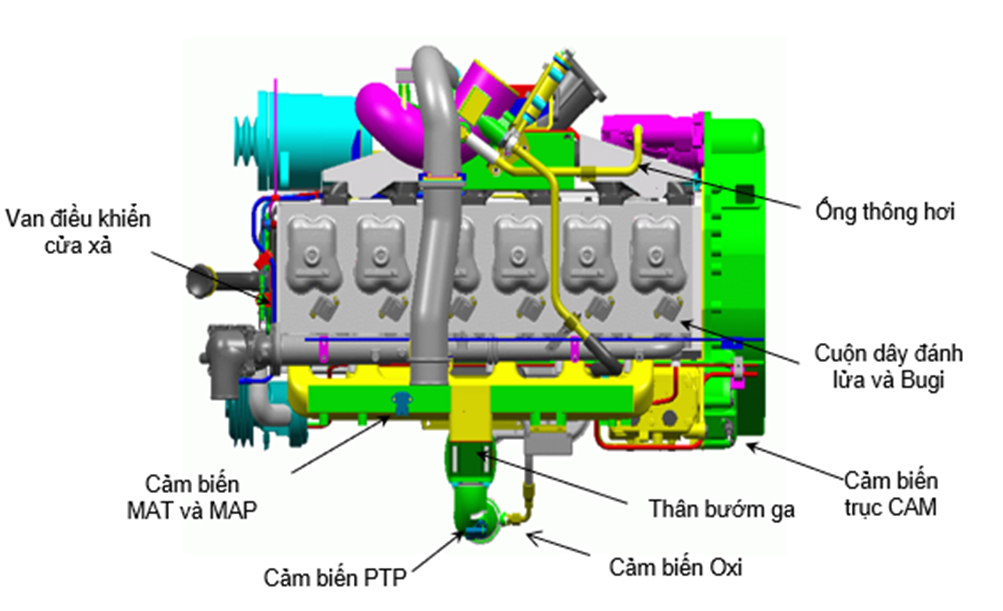 Van điều khiển
cửa xả
Ống thông hơi
Cuộn dây đánh
lửa và Bugi
Cảm biến
MAT và MAP
Cảm biến
trục CAM
Thân bướm ga
Cảm biến Oxi
Cảm biến PTP